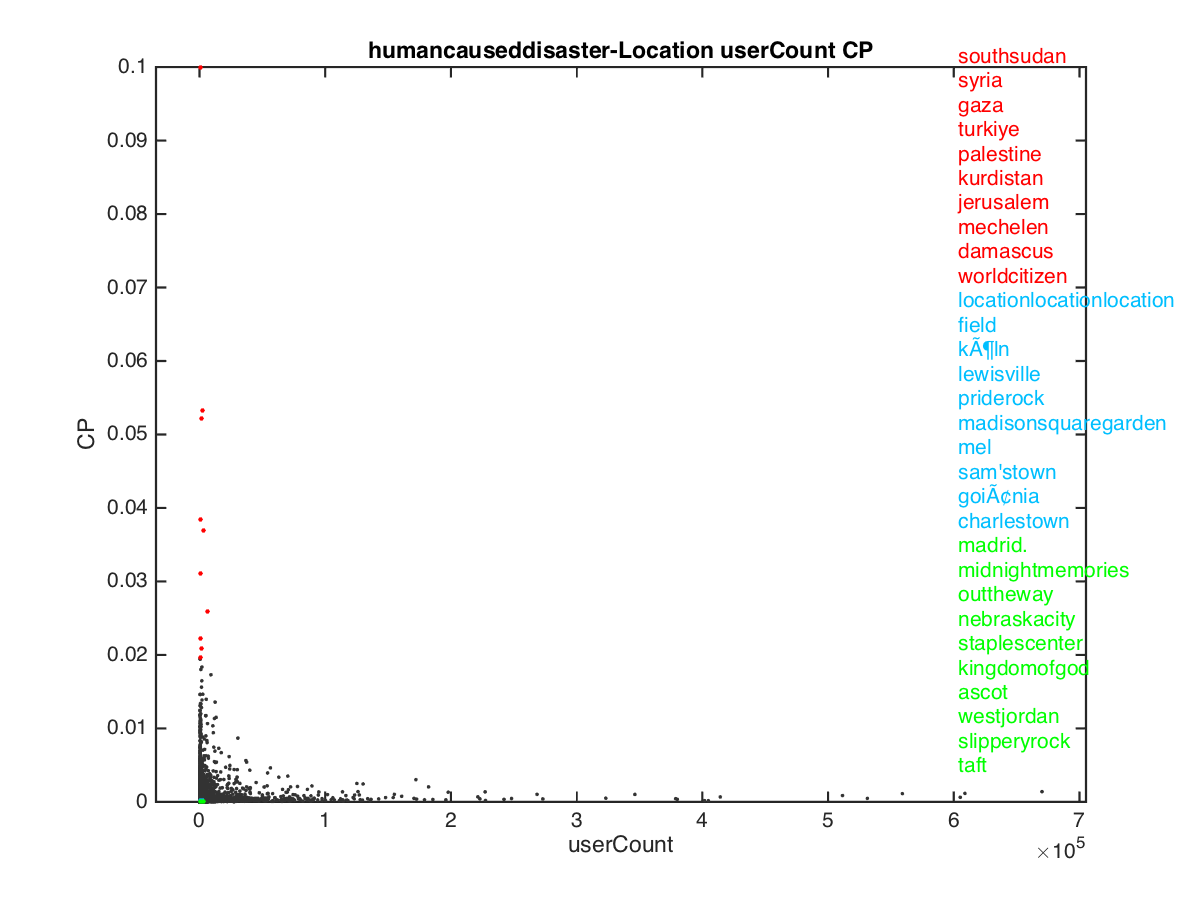 humancauseddisaster-Location userCount CP
southsudan
syria
gaza
turkiye
palestine
kurdistan
jerusalem
mechelen
damascus
worldcitizen
locationlocationlocation
field
kÃ¶ln
lewisville
priderock
madisonsquaregarden
mel
sam'stown
goiÃ¢nia
charlestown
madrid.
midnightmemories
outtheway
nebraskacity
staplescenter
kingdomofgod
ascot
westjordan
slipperyrock
taft
CP
0.1
0.09
0.08
0.07
0.06
0.05
0.04
0.03
0.02
0.01
0
0 1 2 3 4 5 6 7
×10⁵
userCount